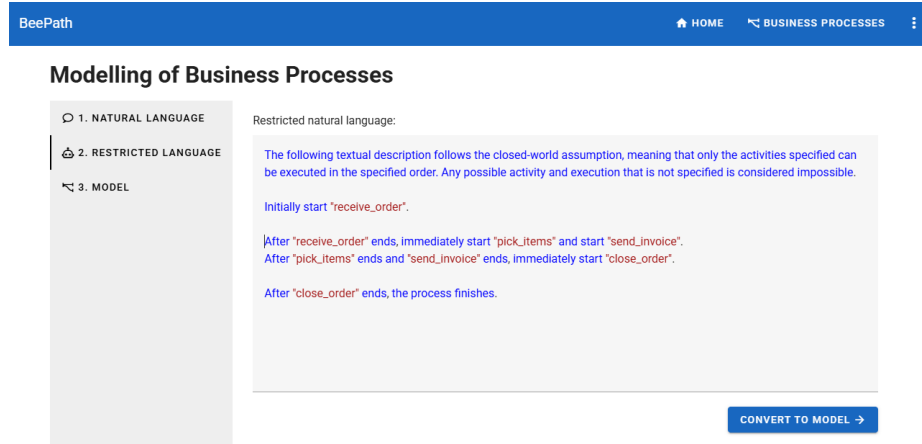 BeePath
HOME
BUSINESS PROCESSES
Modelling of Business Processes
1. NATURAL LANGUAGE
2. RESTRICTED LANGUAGE
3. MODEL
Restricted natural language:
The following textual description follows the closed-world assumption, meaning that only the activities specified can
be executed in the specified order. Any possible activity and execution that is not specified is considered impossible.
Initially start "receive_order".
After "receive_order" ends, immediately start "pick_items" and start "send_invoice".
After "pick_items" ends and "send_invoice" ends, immediately start "close_order".
After "close_order" ends, the process finishes.
CONVERT TO MODEL